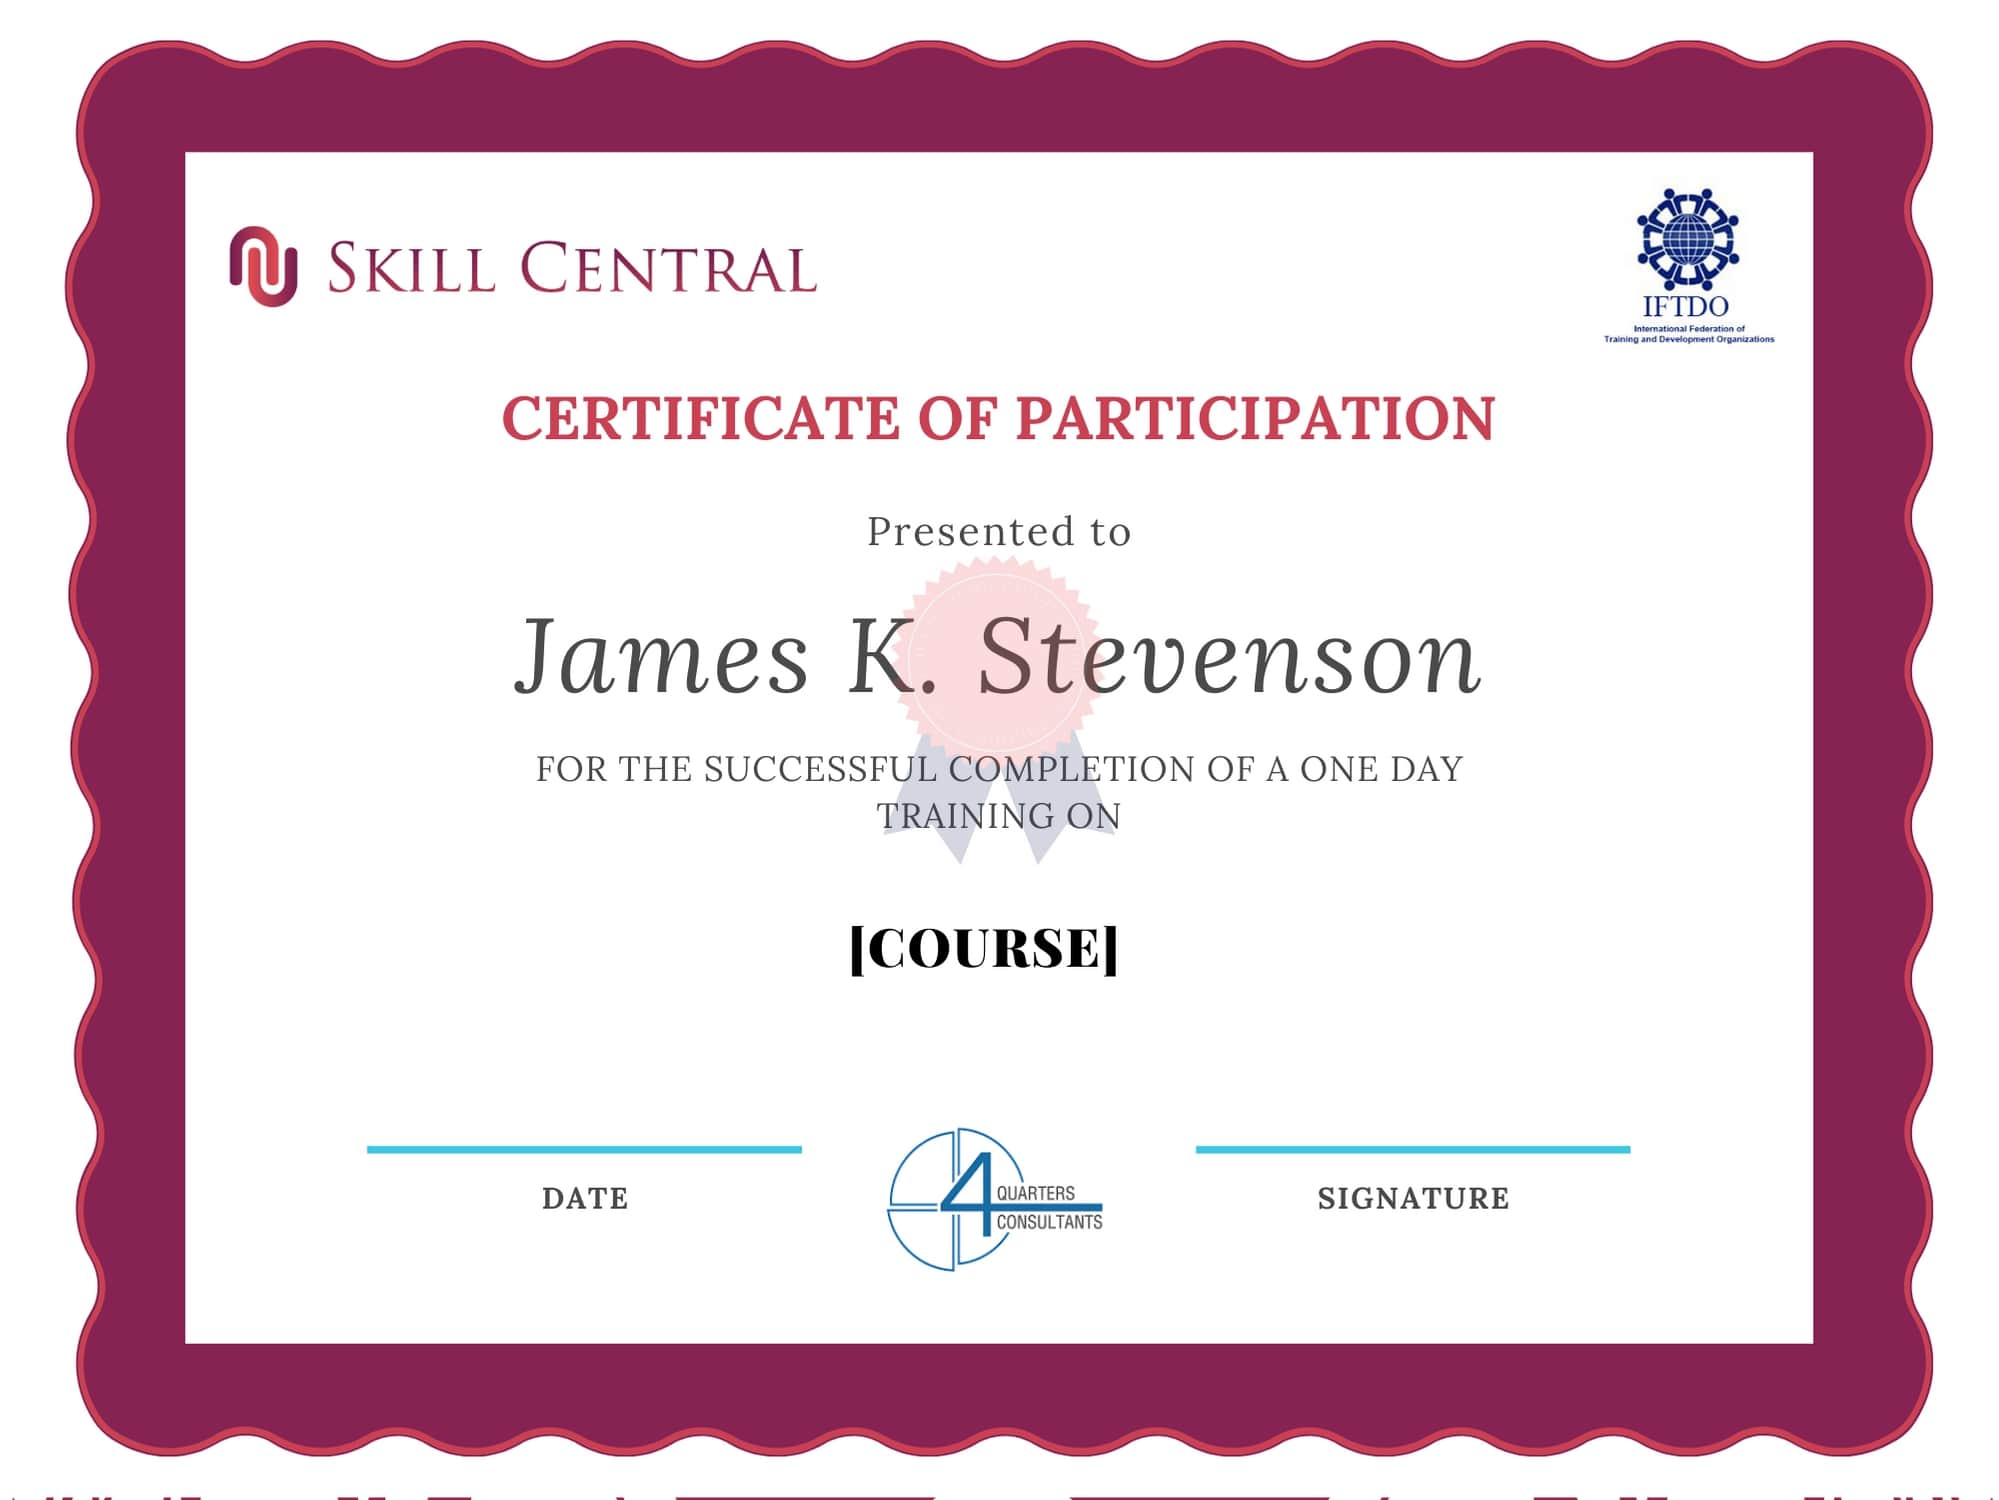 SKILL CENTRAL
IFTDO
International Federation of
Training and Development Organizations
CERTIFICATE OF PARTICIPATION
Presented to
James K. Stevenson
FOR THE SUCCESSFUL COMPLETION OF A ONE DAY
TRAINING ON
[COURSE]
DATE
4
QUARTERS
CONSULTANTS
SIGNATURE